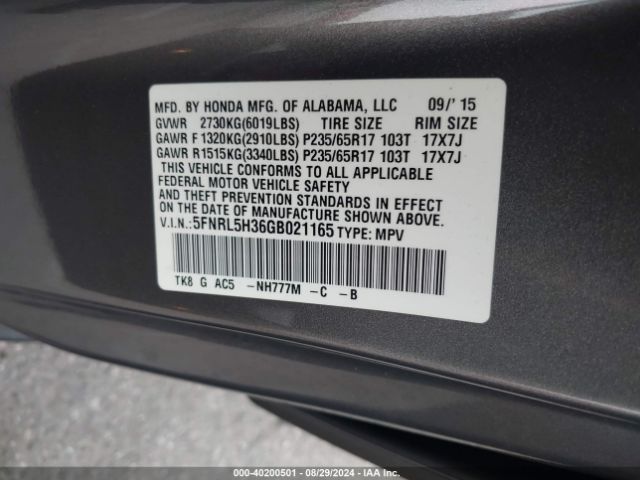 MFD. BY HONDA MFG. OF ALABAMA, LLC 09/'15
GVWR 2730KG(6019LBS) TIRE SIZE RIM SIZE
GAWR F1320KG(2910LBS) P235/65R17 103T 17X7J
GAWR R1515KG(3340LBS) P235/65R17 103T 17X7J
THIS VEHICLE CONFORMS TO ALL APPLICABLE
FEDERAL MOTOR VEHICLE SAFETY
AND THEFT PREVENTION STANDARDS IN EFFECT
ON THE DATE OF MANUFACTURE SHOWN ABOVE.
V.I.N.:5FNRL5H36GB021165 TYPE: MPV
TK8 G AC5 -NH777M -C -B
000-40200501 - 08/29/2024 - IAA Inc.